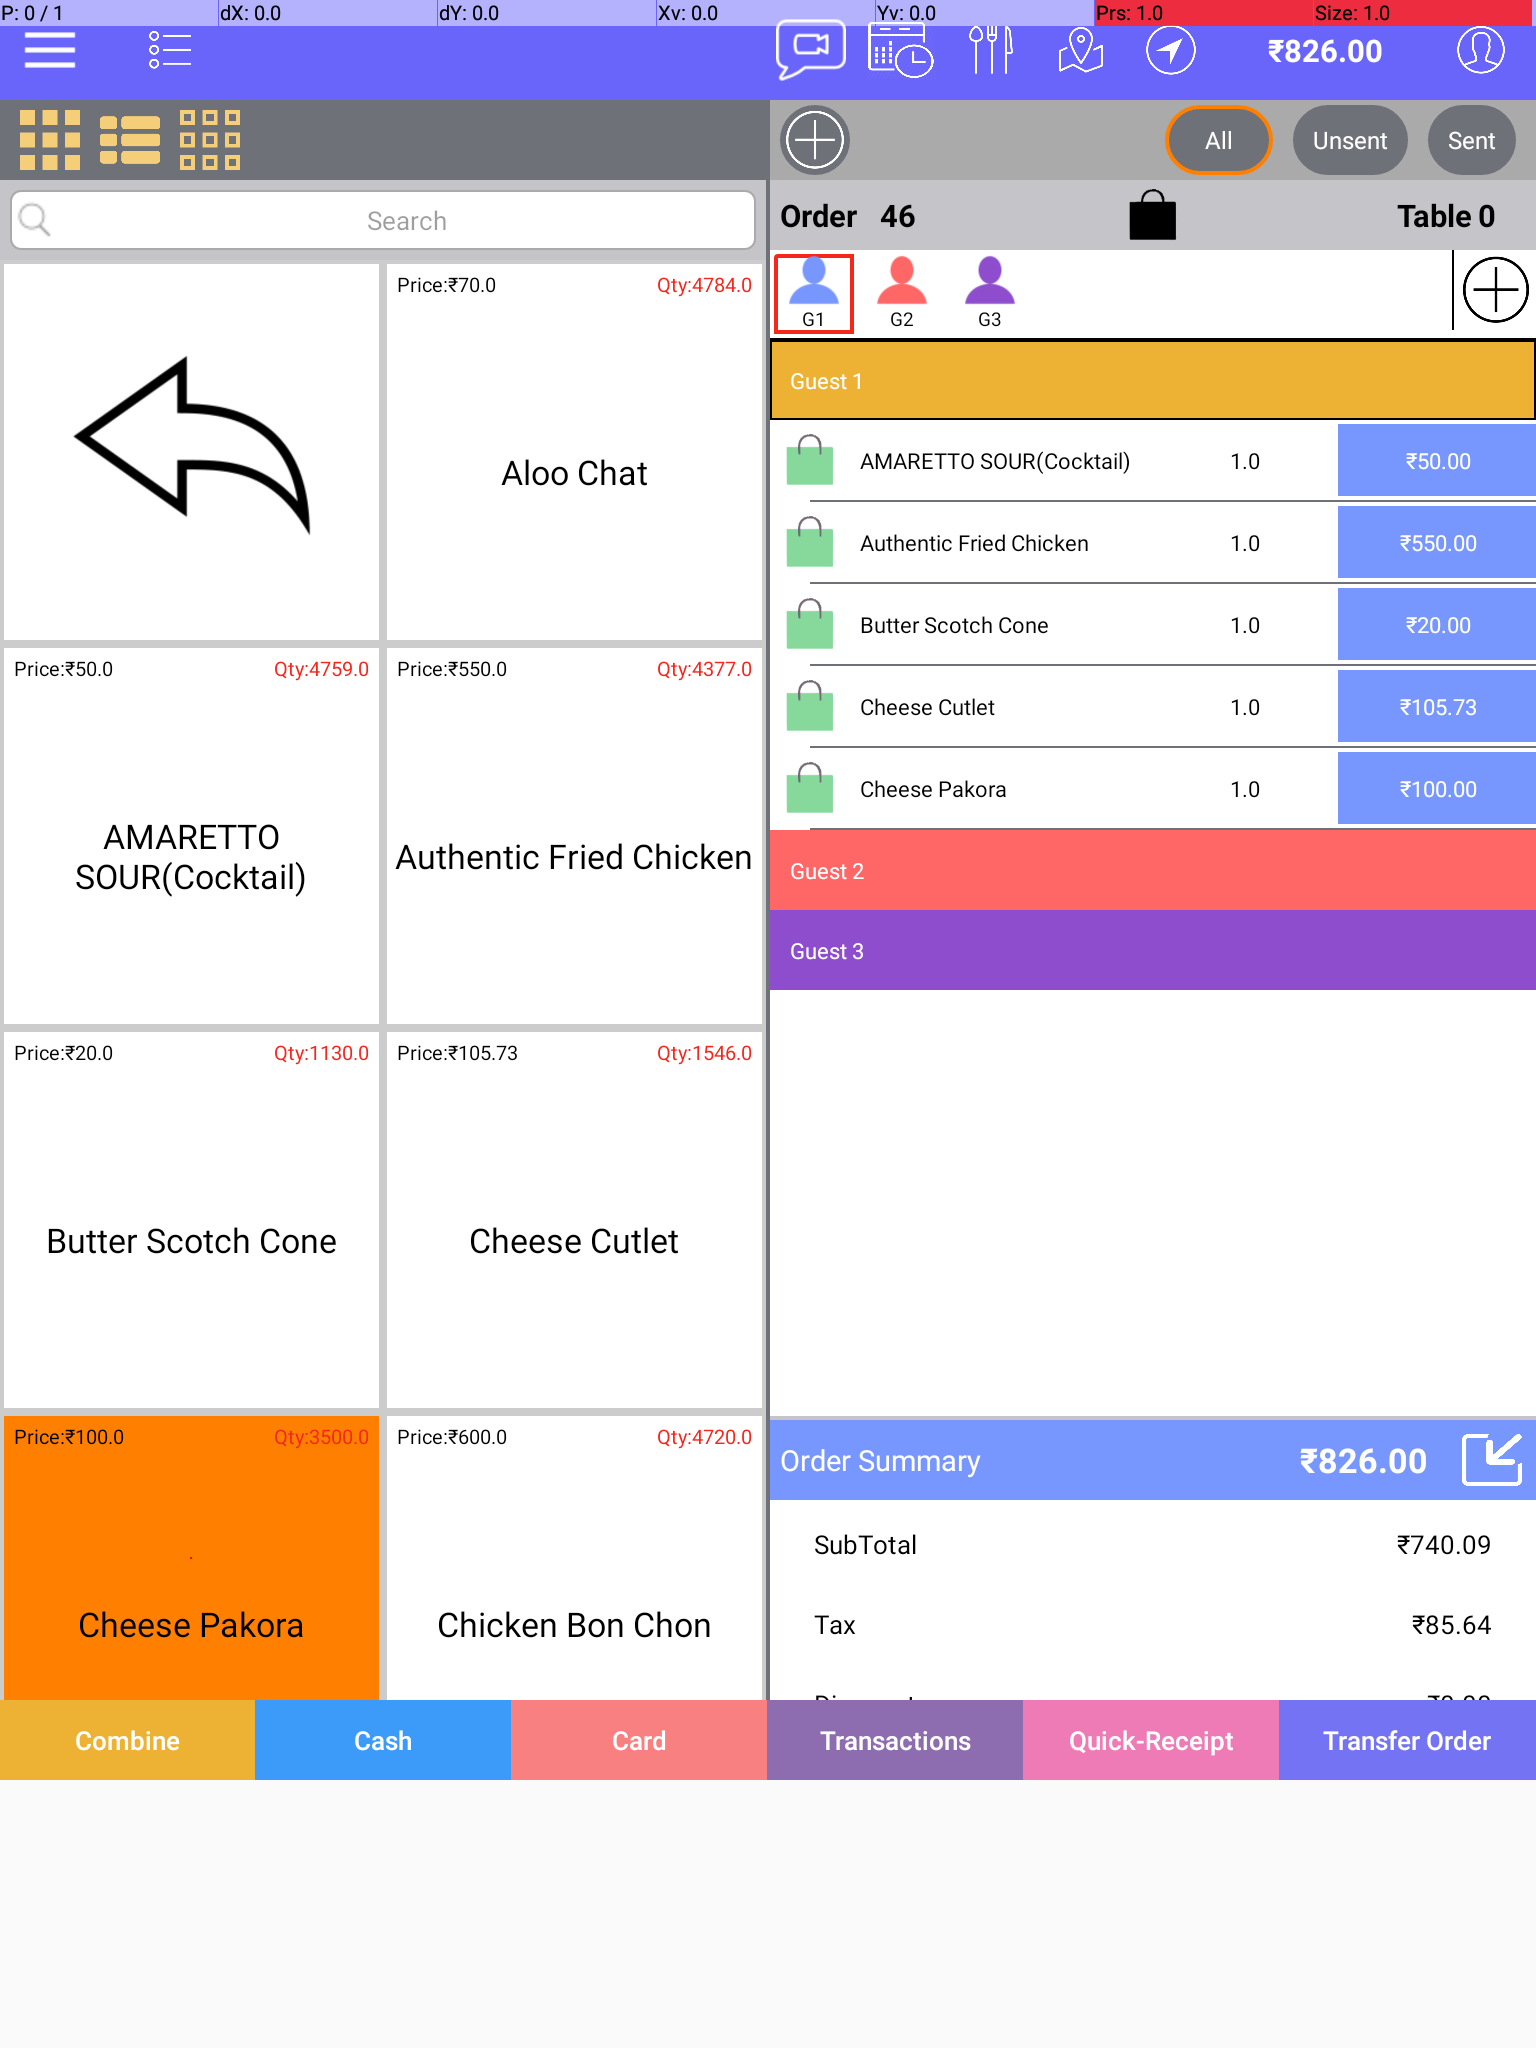 P: 0 / 1 dX: 0.0 dY: 0.0 Xv: 0.0 Yv: 0.0 Prs: 1.0 Size: 1.0
₹826.00
All Unsent Sent
Search
Order 46 Table 0
G1 G2 G3
Price:₹70.0 Qty:4784.0
Aloo Chat
Price:₹50.0 Qty:4759.0
AMARETTO
SOUR(Cocktail)
Price:₹550.0 Qty:4377.0
Authentic Fried Chicken
Price:₹20.0 Qty:1130.0
Butter Scotch Cone
Price:₹105.73 Qty:1546.0
Cheese Cutlet
Price:₹100.0 Qty:3500.0
Cheese Pakora
Price:₹600.0 Qty:4720.0
Chicken Bon Chon
Guest 1
AMARETTO SOUR(Cocktail) 1.0 ₹50.00
Authentic Fried Chicken 1.0 ₹550.00
Butter Scotch Cone 1.0 ₹20.00
Cheese Cutlet 1.0 ₹105.73
Cheese Pakora 1.0 ₹100.00
Guest 2
Guest 3
Order Summary ₹826.00
SubTotal ₹740.09
Tax ₹85.64
Combine Cash Card Transactions Quick-Receipt Transfer Order